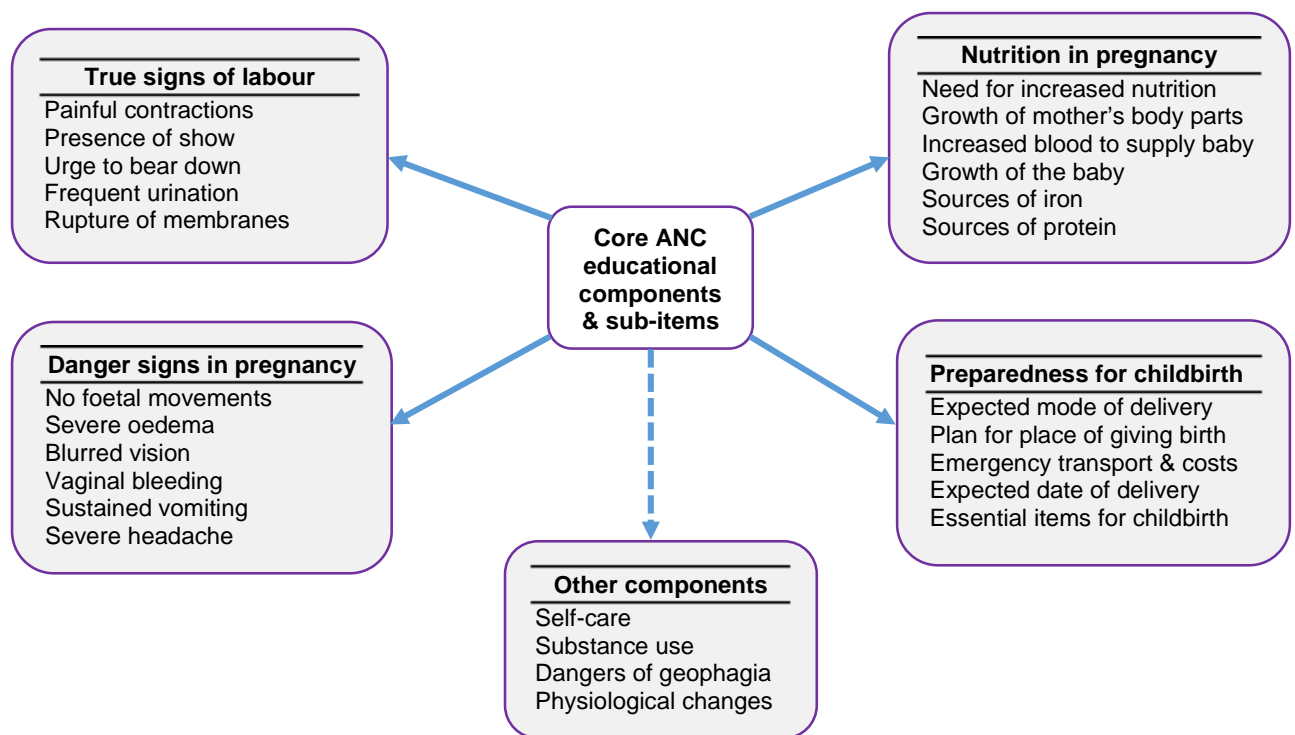 True signs of labour
Painful contractions
Presence of show
Urge to bear down
Frequent urination
Rupture of membranes
Nutrition in pregnancy
Need for increased nutrition
Growth of mother's body parts
Increased blood to supply baby
Growth of the baby
Sources of iron
Sources of protein
Core ANC
educational
components
& sub-items
Danger signs in pregnancy
No foetal movements
Severe oedema
Blurred vision
Vaginal bleeding
Sustained vomiting
Severe headache
Preparedness for childbirth
Expected mode of delivery
Plan for place of giving birth
Emergency transport & costs
Expected date of delivery
Essential items for childbirth
Other components
Self-care
Substance use
Dangers of geophagia
Physiological changes